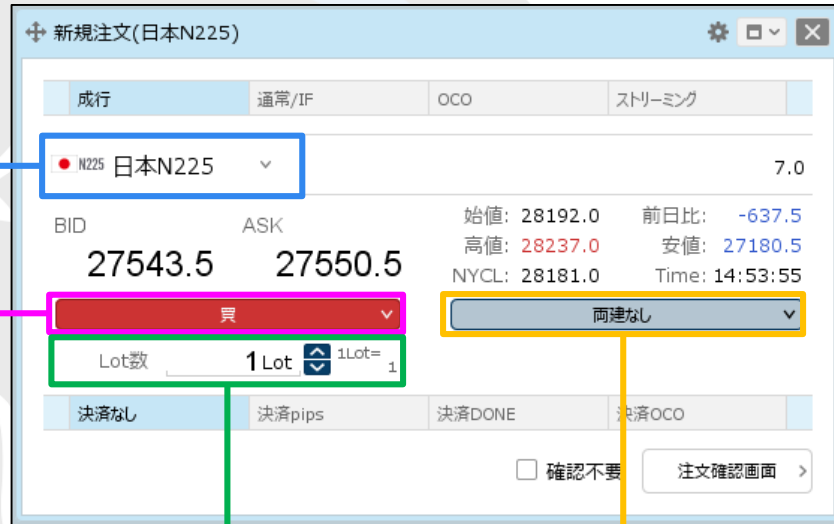 新規注文(日本N225)
成行 通常/IF OCO ストリーミング
N225 日本N225 7.0
BID ASK 始値: 28192.0 前日比: -637.5
27543.5 27550.5 高値: 28237.0 安値: 27180.5
NYCL: 28181.0 Time: 14:53:55
買 両建なし
Lot数 1 Lot 1Lot= 1
決済なし 決済pips 決済DONE 決済OCO
確認不要 注文確認画面